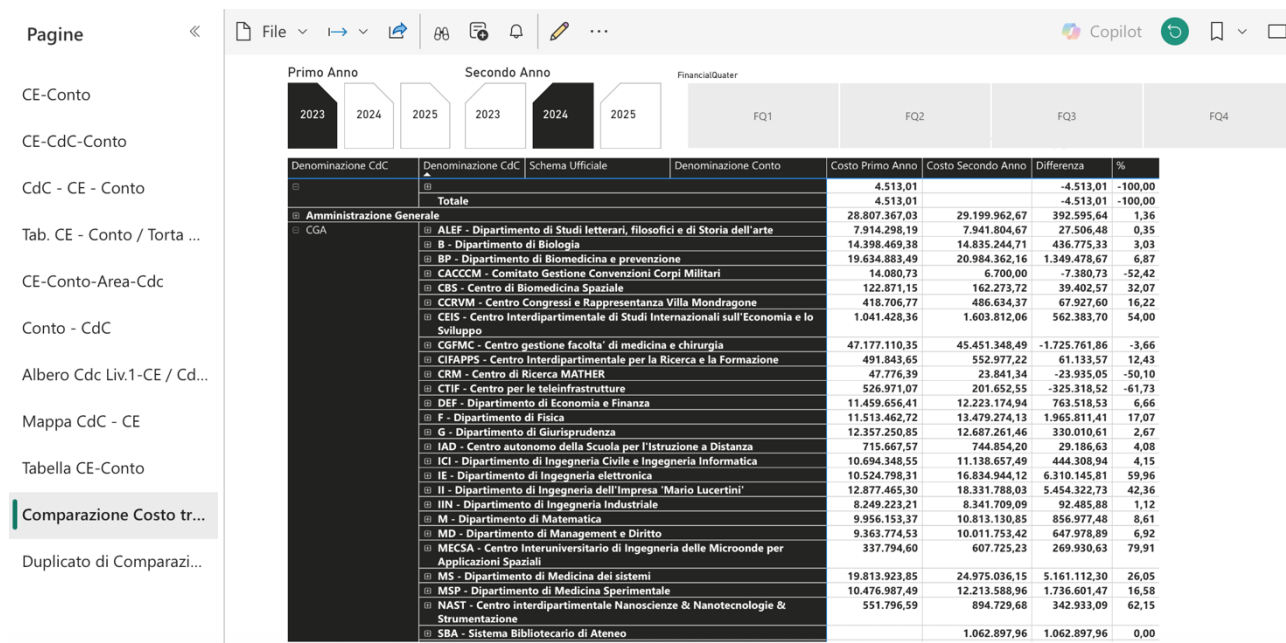 Pagine «
File
Copilot
CE-Conto
CE-CdC-Conto
CdC - CE - Conto
Tab. CE - Conto / Torta ...
CE-Conto-Area-Cdc
Conto - CdC
Albero Cdc Liv.1-CE / Cd...
Mappa CdC - CE
Tabella CE-Conto
Comparazione Costo tr...
Duplicato di Comparazi...
Primo Anno
2023 2024 2025
Secondo Anno
2023 2024 2025
FinancialQuater
FQ1 FQ2 FQ3 FQ4
Denominazione CdC Denominazione CdC Schema Ufficiale Denominazione Conto Costo Primo Anno Costo Secondo Anno Differenza %
4.513,01 -4.513,01 -100,00
Totale 4.513,01 -4.513,01 -100,00
Amministrazione Generale 28.807.367,03 29.199.962,67 392.595,64 1,36
CGA ALEF - Dipartimento di Studi letterari, filosofici e di Storia dell'arte 7.914.298,19 7.941.804,67 27.506,48 0,35
B - Dipartimento di Biologia 14.398.469,38 14.835.244,71 436.775,33 3,03
BP - Dipartimento di Biomedicina e prevenzione 19.634.883,49 20.984.362,16 1.349.478,67 6,87
CACCCM - Comitato Gestione Convenzioni Corpi Militari 14.080,73 6.700,00 -7.380,73 -52,42
CBS - Centro di Biomedicina Spaziale 122.871,15 162.273,72 39.402,57 32,07
CCRVM - Centro Congressi e Rappresentanza Villa Mondragone 418.706,77 486.634,37 67.927,60 16,22
CEIS - Centro Interdipartimentale di Studi Internazionali sull'Economia e lo 1.041.428,36 1.603.812,06 562.383,70 54,00
Sviluppo
CGFMC - Centro gestione facolta' di medicina e chirurgia 47.177.110,35 45.451.348,49 -1.725.761,86 -3,66
CIFAPPS - Centro Interdipartimentale per la Ricerca e la Formazione 491.843,65 552.977,22 61.133,57 12,43
CRM - Centro di Ricerca MATHER 47.776,39 23.841,34 -23.935,05 -50,10
CTIF - Centro per le teleinfrastrutture 526.971,07 201.652,55 -325.318,52 -61,73
DEF - Dipartimento di Economia e Finanza 11.459.656,41 12.223.174,94 763.518,53 6,66
F - Dipartimento di Fisica 11.513.462,72 13.479.274,13 1.965.811,41 17,07
G - Dipartimento di Giurisprudenza 12.357.250,85 12.687.261,46 330.010,61 2,67
IAD - Centro autonomo della Scuola per l'Istruzione a Distanza 715.667,57 744.854,20 29.186,63 4,08
ICI - Dipartimento di Ingegneria Civile e Ingegneria Informatica 10.694.348,55 11.138.657,49 444.308,94 4,15
IE - Dipartimento di Ingegneria elettronica 10.524.798,31 16.834.944,12 6.310.145,81 59,96
II - Dipartimento di Ingegneria dell'Impresa 'Mario Lucertini' 12.877.465,30 18.331.788,03 5.454.322,73 42,36
IIN - Dipartimento di Ingegneria Industriale 8.249.223,21 8.341.709,09 92.485,88 1,12
M - Dipartimento di Matematica 9.956.153,37 10.813.130,85 856.977,48 8,61
MD - Dipartimento di Management e Diritto 9.363.774,53 10.011.753,42 647.978,89 6,92
MECSA - Centro Interuniversitario di Ingegneria delle Microonde per 337.794,60 607.725,23 269.930,63 79,91
Applicazioni Spaziali
MS - Dipartimento di Medicina dei sistemi 19.813.923,85 24.975.036,15 5.161.112,30 26,05
MSP - Dipartimento di Medicina Sperimentale 10.476.987,49 12.213.588,96 1.736.601,47 16,58
NAST - Centro interdipartimentale Nanoscienze & Nanotecnologie & 551.796,59 894.729,68 342.933,09 62,15
Strumentazione
SBA - Sistema Bibliotecario di Ateneo 1.062.897,96 1.062.897,96 0,00